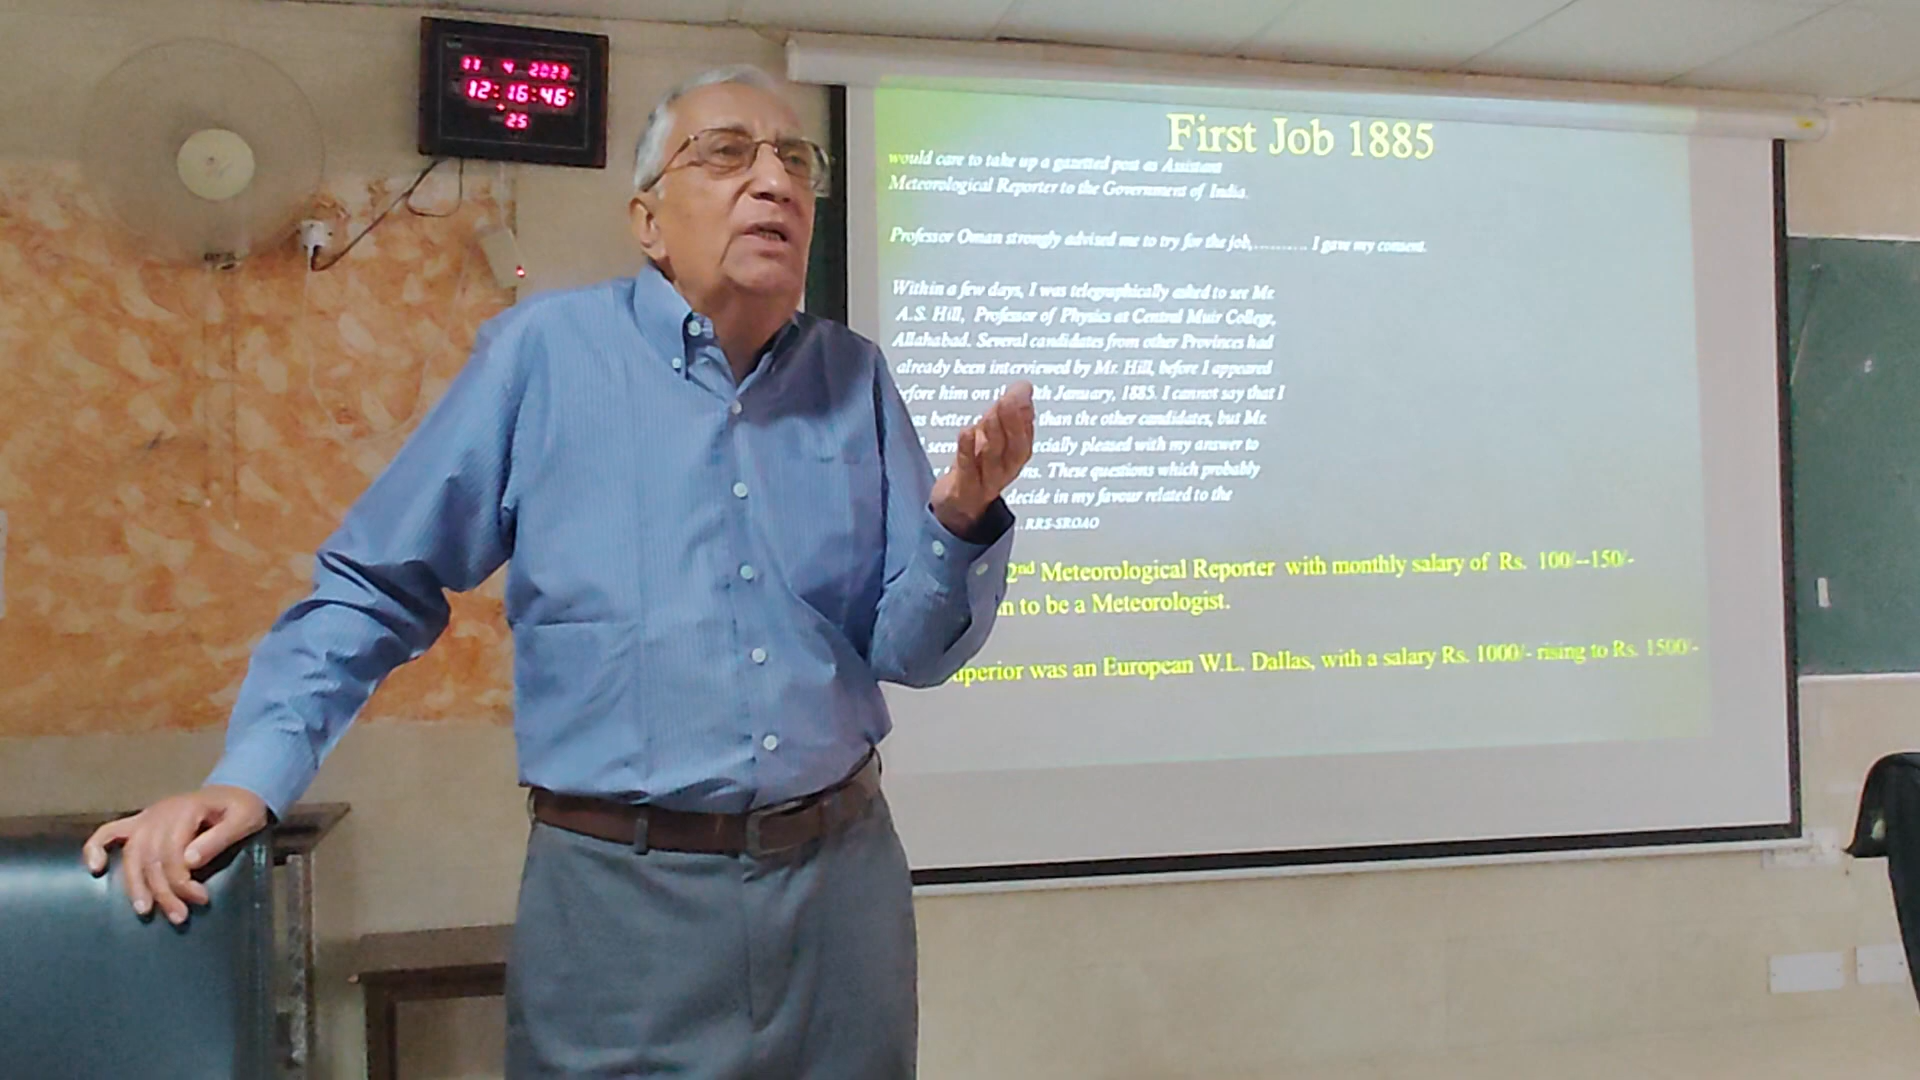 11 4 2023
12:16:46
25
First Job 1885
would care to take up a gazetted post as Assistant
Meteorological Reporter to the Government of India.
Professor Oman strongly advised me to try for the job,.......... I gave my consent.
Within a few days, I was telegraphically asked to see Mr.
A.S. Hill, Professor of Physics at Central Muir College,
Allahabad. Several candidates from other Provinces had
already been interviewed by Mr. Hill, before I appeared
before him on January, 1885. I cannot say that I
better than the other candidates, but Mr.
pleased with my answer to
These questions which probably
decide in my favour related to the
..RRS-SROAO
2nd Meteorological Reporter with monthly salary of Rs. 100/--150/-
to be a Meteorologist.
was an European W.L. Dallas, with a salary Rs. 1000/- rising to Rs. 1500/-